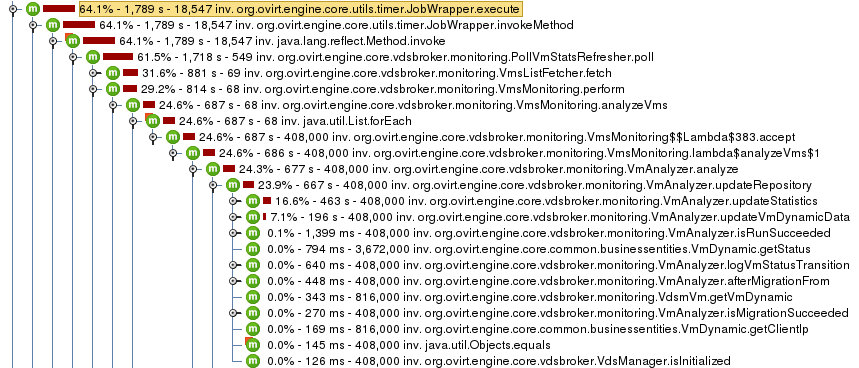 64.1% - 1,789 s - 18,547 inv. org.ovirt.engine.core.utils.timer.JobWrapper.execute
64.1% - 1,789 s - 18,547 inv. org.ovirt.engine.core.utils.timer.JobWrapper.invokeMethod
64.1% - 1,789 s - 18,547 inv. java.lang.reflect.Method.invoke
61.5% - 1,718 s - 549 inv. org.ovirt.engine.core.vdsbroker.monitoring.PollVmStatsRefresher.poll
31.6% - 881 s - 69 inv. org.ovirt.engine.core.vdsbroker.monitoring.VmsListFetcher.fetch
29.2% - 814 s - 68 inv. org.ovirt.engine.core.vdsbroker.monitoring.VmsMonitoring.perform
24.6% - 687 s - 68 inv. org.ovirt.engine.core.vdsbroker.monitoring.VmsMonitoring.analyzeVms
24.6% - 687 s - 68 inv. java.util.List.forEach
24.6% - 687 s - 408,000 inv. org.ovirt.engine.core.vdsbroker.monitoring.VmsMonitoring$$Lambda$383.accept
24.6% - 686 s - 408,000 inv. org.ovirt.engine.core.vdsbroker.monitoring.VmsMonitoring.lambda$analyzeVms$1
24.3% - 677 s - 408,000 inv. org.ovirt.engine.core.vdsbroker.monitoring.VmAnalyzer.analyze
23.9% - 667 s - 408,000 inv. org.ovirt.engine.core.vdsbroker.monitoring.VmAnalyzer.updateRepository
16.6% - 463 s - 408,000 inv. org.ovirt.engine.core.vdsbroker.monitoring.VmAnalyzer.updateStatistics
7.1% - 196 s - 408,000 inv. org.ovirt.engine.core.vdsbroker.monitoring.VmAnalyzer.updateVmDynamicData
0.1% - 1,399 ms - 408,000 inv. org.ovirt.engine.core.vdsbroker.monitoring.VmAnalyzer.isRunSucceeded
0.0% - 794 ms - 3,672,000 inv. org.ovirt.engine.core.common.businessentities.VmDynamic.getStatus
0.0% - 640 ms - 408,000 inv. org.ovirt.engine.core.vdsbroker.monitoring.VmAnalyzer.logVmStatusTransition
0.0% - 448 ms - 408,000 inv. org.ovirt.engine.core.vdsbroker.monitoring.VmAnalyzer.afterMigrationFrom
0.0% - 343 ms - 816,000 inv. org.ovirt.engine.core.vdsbroker.monitoring.VdsmVm.getVmDynamic
0.0% - 270 ms - 408,000 inv. org.ovirt.engine.core.vdsbroker.monitoring.VmAnalyzer.isMigrationSucceeded
0.0% - 169 ms - 816,000 inv. org.ovirt.engine.core.common.businessentities.VmDynamic.getClientIp
0.0% - 145 ms - 408,000 inv. java.util.Objects.equals
0.0% - 126 ms - 408,000 inv. org.ovirt.engine.core.vdsbroker.VdsManager.isInitialized